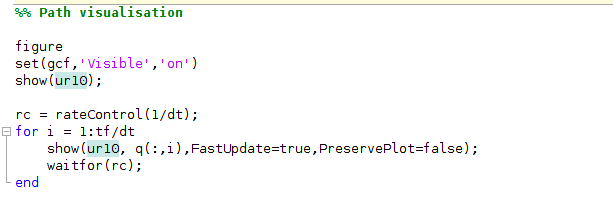 %% Path visualisation
figure
set(gcf,'Visible','on')
show(ur10);
rc = rateControl(1/dt);
for i = 1:tf/dt
show(ur10, q(:,i),FastUpdate=true,PreservePlot=false);
waitfor(rc);
end